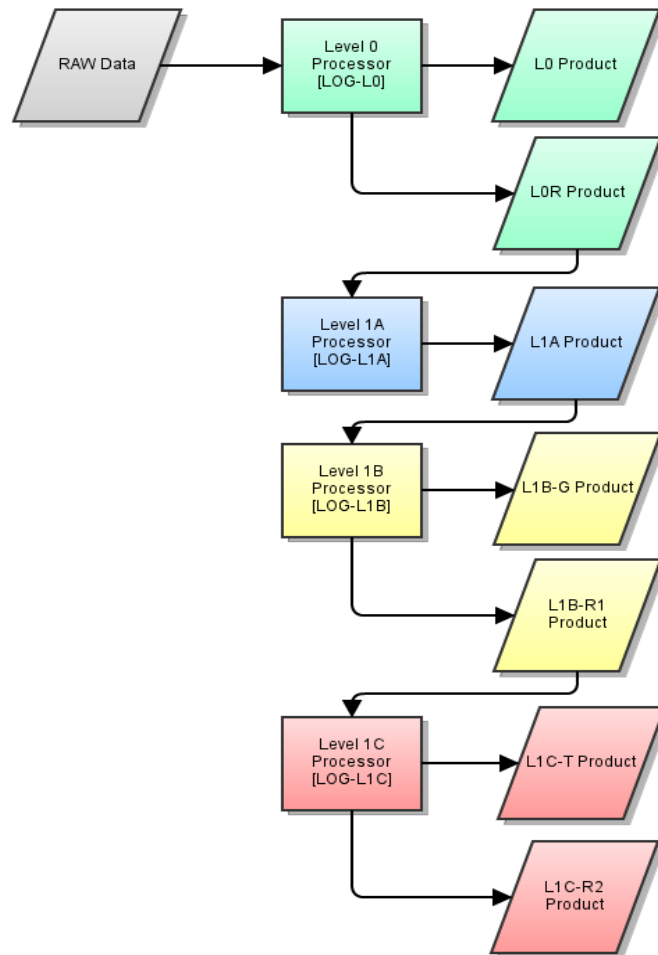 RAW Data
Level 0
Processor
[LOG-L0]
L0 Product
L0R Product
Level 1A
Processor
[LOG-L1A]
L1A Product
Level 1B
Processor
[LOG-L1B]
L1B-G Product
L1B-R1
Product
Level 1C
Processor
[LOG-L1C]
L1C-T Product
L1C-R2
Product